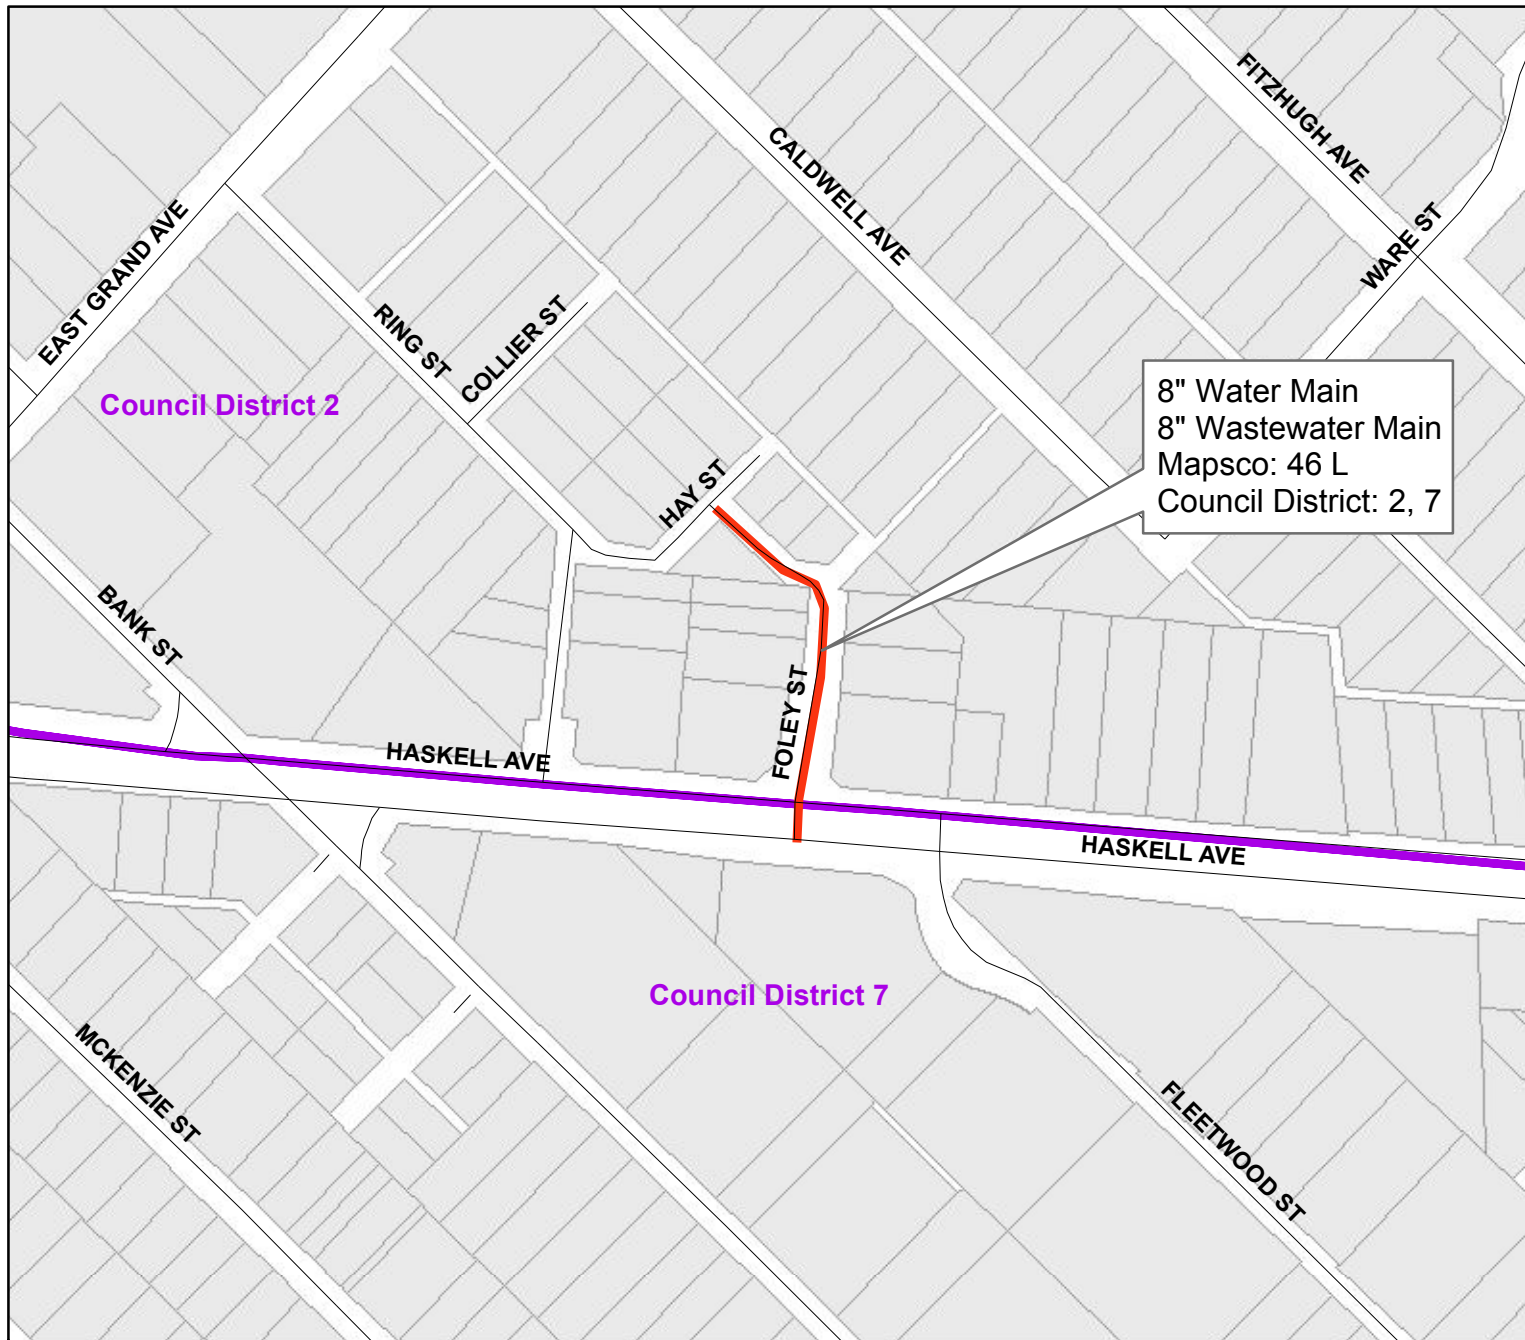 FITZHUGH AVE
CALDWELL AVE
WARE ST
EAST GRAND AVE
RING ST
COLLIER ST
Council District 2
8" Water Main
8" Wastewater Main
Mapsco: 46 L
Council District: 2, 7
HAY ST
BANK ST
FOLEY ST
HASKELL AVE
HASKELL AVE
Council District 7
MCKENZIE ST
FLEETWOOD ST